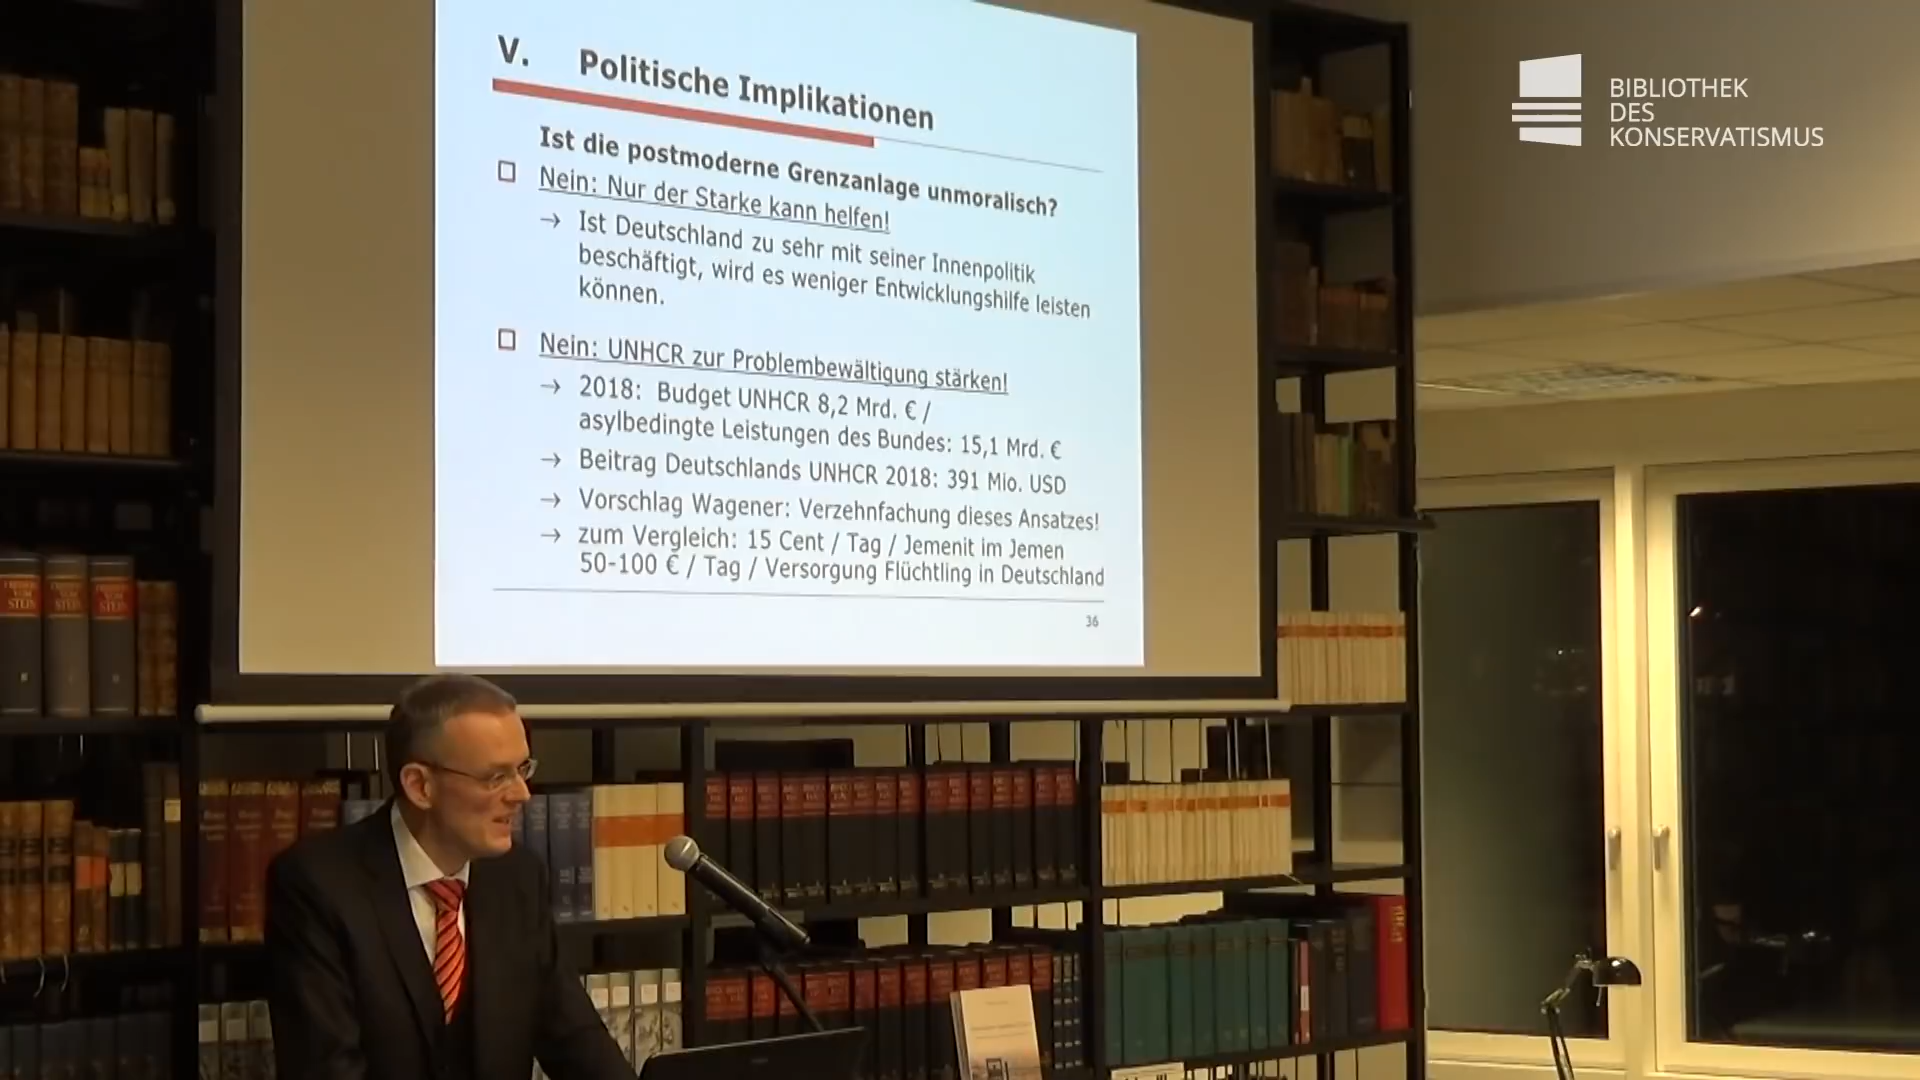 V. Politische Implikationen
Ist die postmoderne Grenzanlage unmoralisch?
Nein: Nur der Starke kann helfen!
→ Ist Deutschland zu sehr mit seiner Innenpolitik
beschäftigt, wird es weniger Entwicklungshilfe leisten
können.
Nein: UNHCR zur Problembewältigung stärken!
→ 2018: Budget UNHCR 8,2 Mrd. € /
asylbedingte Leistungen des Bundes: 15,1 Mrd. €
→ Beitrag Deutschlands UNHCR 2018: 391 Mio. USD
→ Vorschlag Wagener: Verzehnfachung dieses Ansatzes!
→ zum Vergleich: 15 Cent / Tag / Jemenit im Jemen
50-100 € / Tag / Versorgung Flüchtling in Deutschland
36
BIBLIOTHEK
DES
KONSERVATISMUS